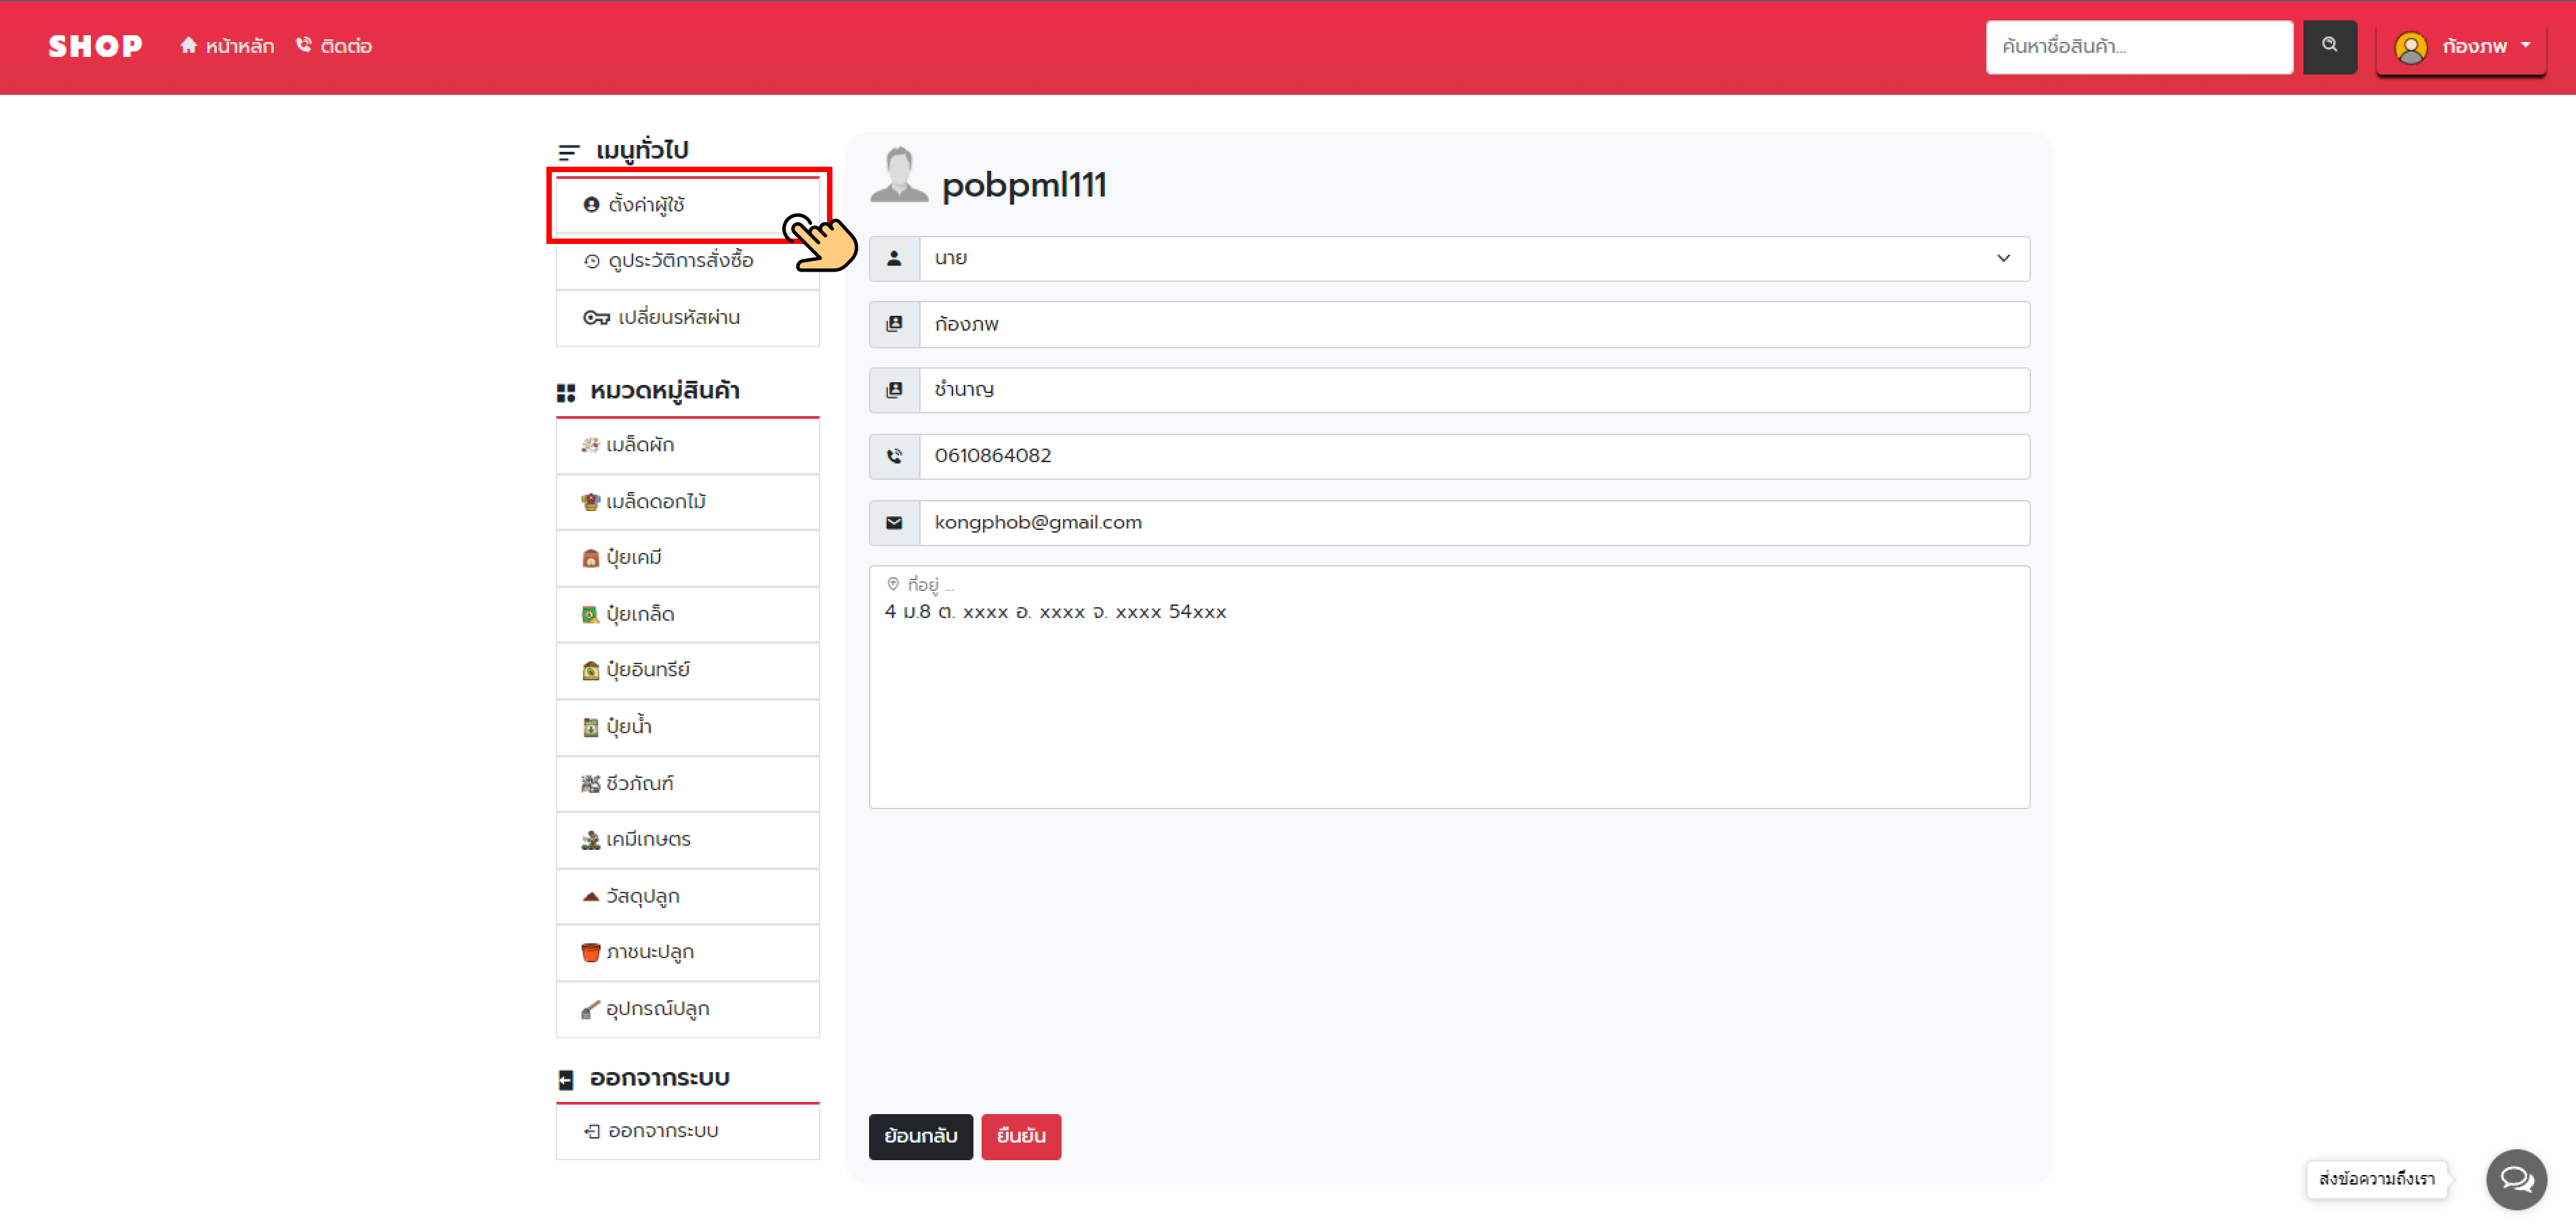 SHOP
หน้าหลัก
ติดต่อ
ค้นหาชื่อสินค้า...
ก้องภพ
เมนูทั่วไป
ตั้งค่าผู้ใช้
ดูประวัติการสั่งซื้อ
เปลี่ยนรหัสผ่าน
หมวดหมู่สินค้า
เมล็ดผัก
เมล็ดดอกไม้
ปุ๋ยเคมี
ปุ๋ยเกล็ด
ปุ๋ยอินทรีย์
ปุ๋ยน้ำ
ชีวภัณฑ์
เคมีเกษตร
วัสดุปลูก
ภาชนะปลูก
อุปกรณ์ปลูก
ออกจากระบบ
ออกจากระบบ
pobpml111
นาย
ก้องภพ
ชำนาญ
0610864082
kongphob@gmail.com
ที่อยู่ ...
4 ม.8 ต. xxxx อ. xxxx จ. xxxx 54xxx
ย้อนกลับ
ยืนยัน
ส่งข้อความถึงเรา